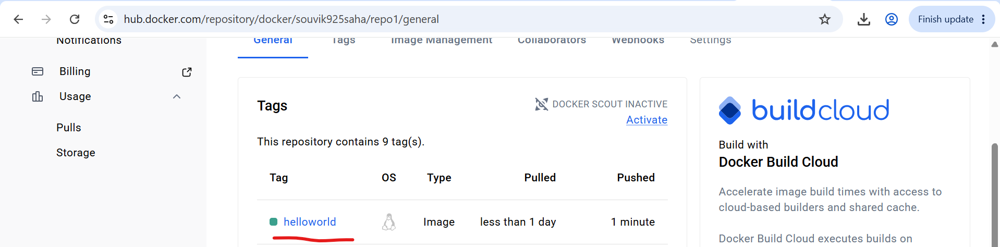 hub.docker.com/repository/docker/souvik925saha/repo1/general
Finish update
Notifications
General Tags Image Management Collaborators Webhooks Settings
Billing
Usage
Pulls
Storage
Tags
DOCKER SCOUT INACTIVE
Activate
This repository contains 9 tag(s).
Tag OS Type Pulled Pushed
helloworld Image less than 1 day 1 minute
buildcloud
Build with
Docker Build Cloud
Accelerate image build times with access to
cloud-based builders and shared cache.
Docker Build Cloud executes builds on